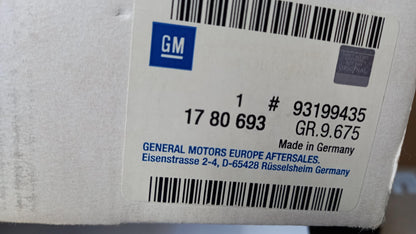 GM
ORIGINAL
1 # 93199435
17 80 693 GR.9.675
Made in Germany
GENERAL MOTORS EUROPE AFTERSALES.
Eisenstrasse 2-4, D-65428 Rüsselsheim Germany